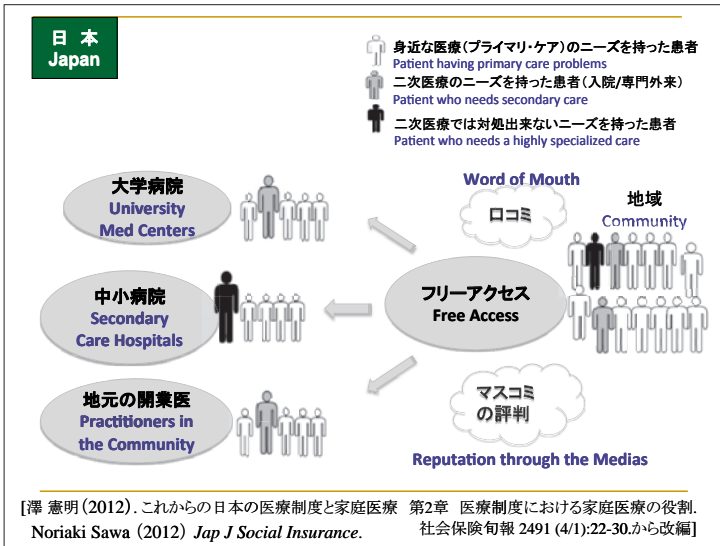 日 本
Japan
身近な医療(プライマリ・ケア)のニーズを持った患者
Patient having primary care problems
二次医療のニーズを持った患者(入院/専門外来)
Patient who needs secondary care
二次医療では対処出来ないニーズを持った患者
Patient who needs a highly specialized care
大学病院
University
Med Centers
Word of Mouth
口コミ
地域
Community
中小病院
Secondary
Care Hospitals
フリーアクセス
Free Access
地元の開業医
Practitioners in
the Community
マスコミ
の評判
Reputation through the Medias
[澤 憲明(2012).これからの日本の医療制度と家庭医療 第2章 医療制度における家庭医療の役割.
Noriaki Sawa (2012) Jap J Social Insurance. 社会保険旬報 2491 (4/1):22-30.から改編]